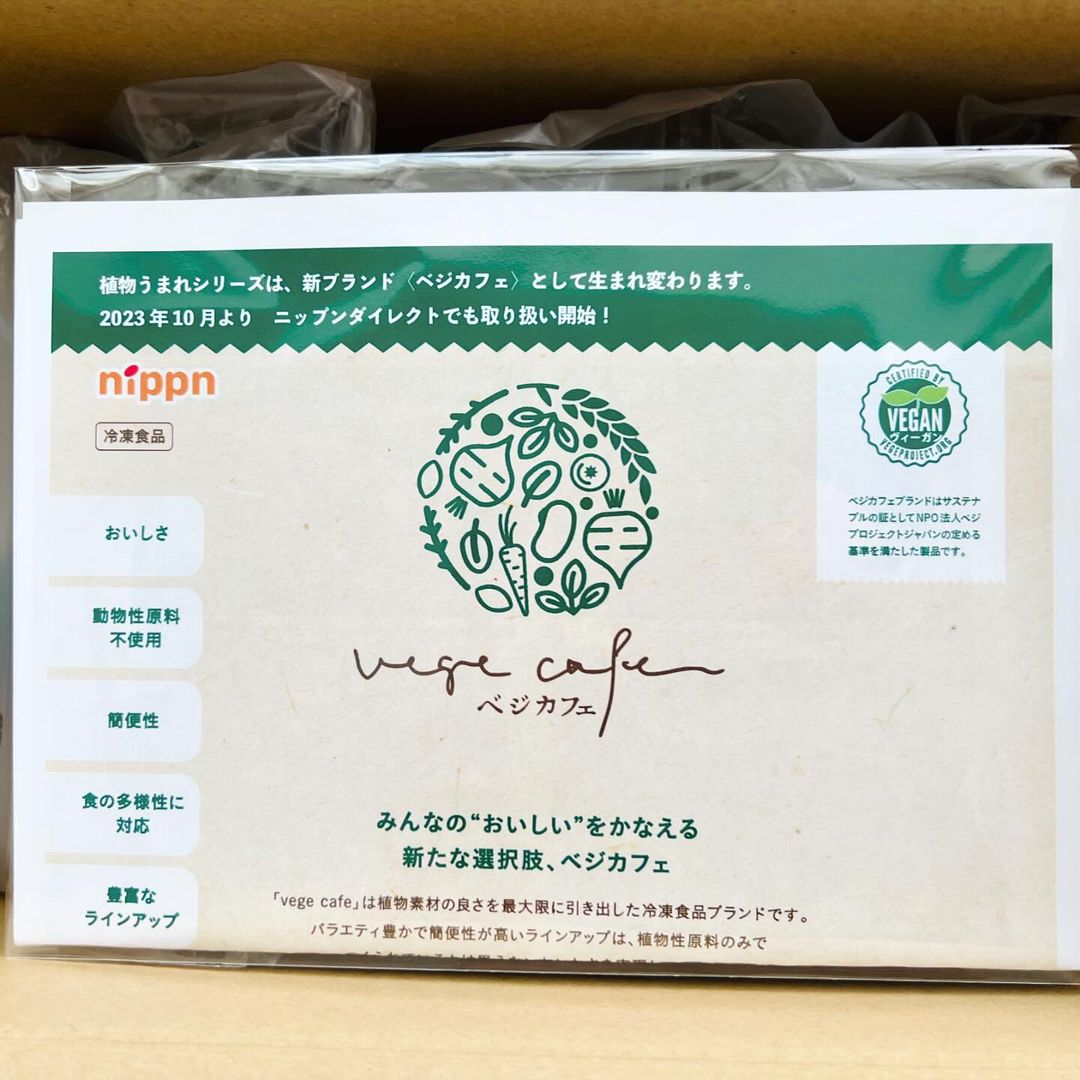 植物うまれシリーズは、新ブランド〈ベジカフェ〉として生まれ変わります。
2023年10月より ニップンダイレクトでも取り扱い開始！
nippn
冷凍食品
CERTIFIED BY
VEGAN
ヴィーガン
VEGEPROJECT.ORG
ベジカフェブランドはサステナ
ブルの証としてNPO法人ベジ
プロジェクトジャパンの定める
基準を満たした製品です。
おいしさ
動物性原料
不使用
簡便性
食の多様性に
対応
豊富な
ラインアップ
vege cafe
ベジカフェ
みんなの“おいしい”をかなえる
新たな選択肢、ベジカフェ
「vege cafe」は植物素材の良さを最大限に引き出した冷凍食品ブランドです。
バラエティ豊かで簡便性が高いラインアップは、植物性原料のみで